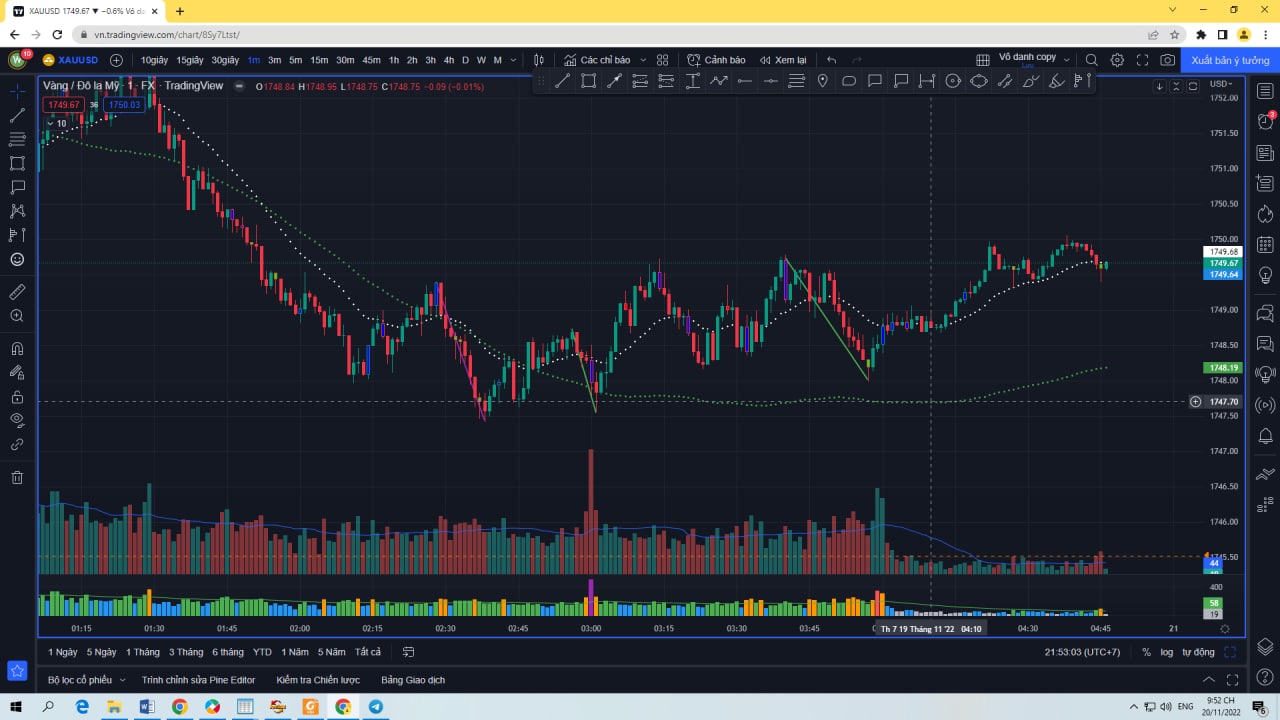 XAUUSD 1749.67 ▼ −0.6% Vô da
vn.tradingview.com/chart/8Sy7Ltst/
10
XAUUSD 10giây 15giây 30giây 1m 3m 5m 15m 30m 45m 1h 2h 3h 4h D W M Các chỉ báo Cảnh báo Xem lại Vô danh copy Lưu Xuất bản ý tưởng
Vàng / Đô la Mỹ · 1 · FX · TradingView O1748.84 H1748.95 L1748.75 C1748.75 −0.09 (−0.01%) USD
1749.67 36 1750.03
10
3
1752.00
1751.50
1751.00
1750.50
1750.00
1749.68
1749.67
1749.64
1749.00
1748.50
1748.19
1748.00
1747.70
1747.50
1747.00
1746.50
1746.00
1745.50
44
400
58
19
01:15 01:30 01:45 02:00 02:15 02:30 02:45 03:00 03:15 03:30 03:45 Th 7 19 Tháng 11 '22 04:10 04:30 04:45 21
1 Ngày 5 Ngày 1 Tháng 3 Tháng 6 tháng YTD 1 Năm 5 Năm Tất cả 21:53:03 (UTC+7) % log tự động
Bộ lọc cổ phiếu Trình chỉnh sửa Pine Editor Kiểm tra Chiến lược Bảng Giao dịch
ENG 9:52 CH
20/11/2022 6